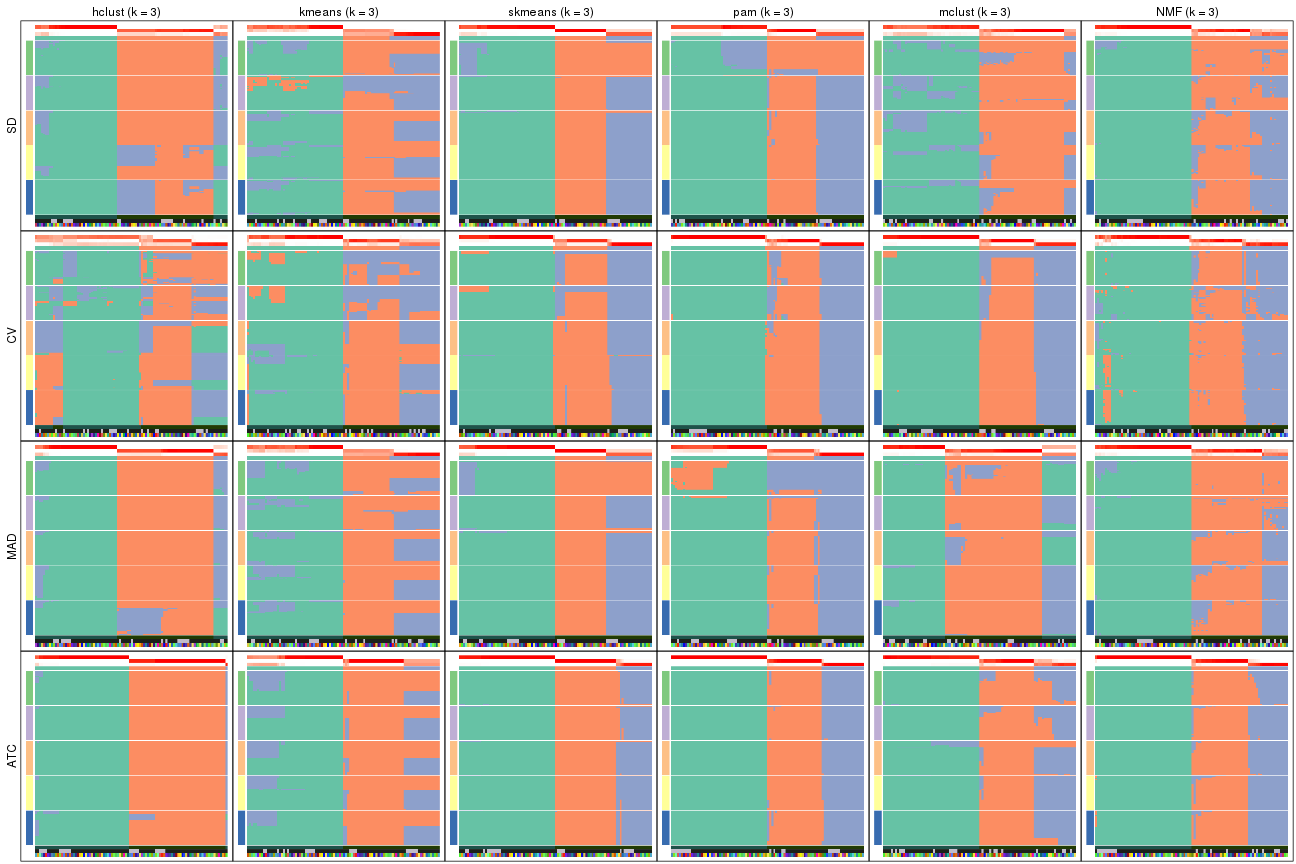 hclust (k = 3)
kmeans (k = 3)
skmeans (k = 3)
pam (k = 3)
mclust (k = 3)
NMF (k = 3)
SD
CV
MAD
ATC